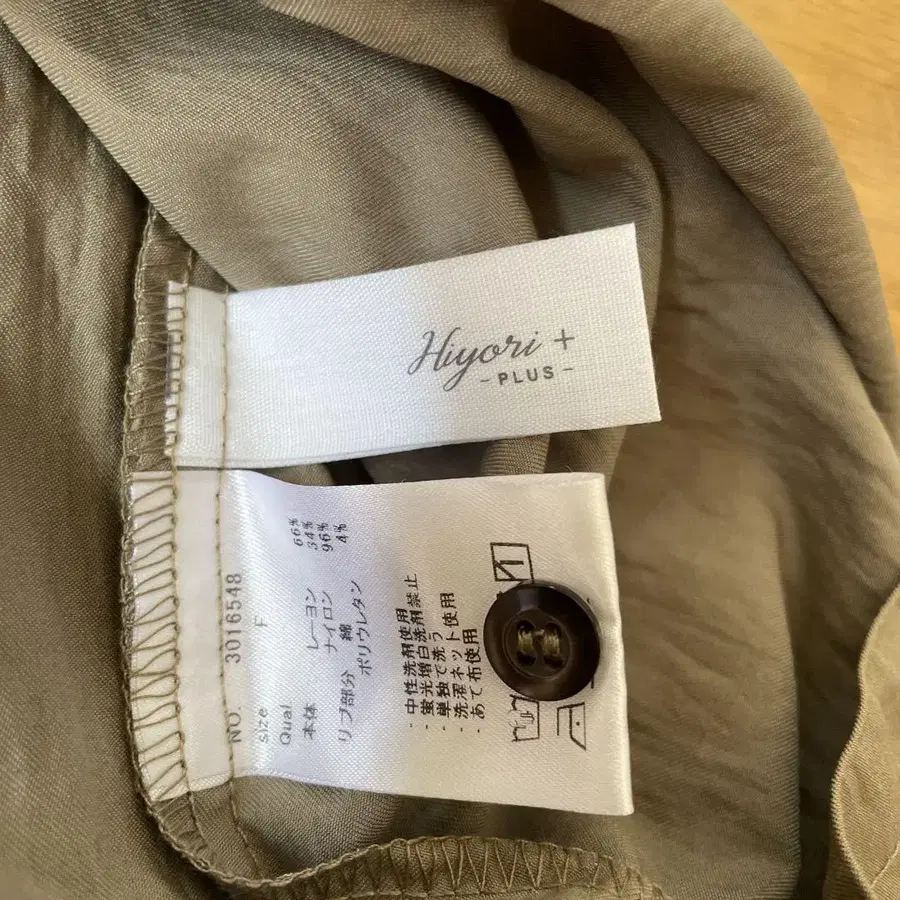 Hiyori +
- PLUS -
NO. 3016548
size F
Qual.
本体 レーヨン 66%
ナイロン 34%
リブ部分 綿 96%
ポリウレタン 4%
・中性洗剤使用
・蛍光増白洗剤禁止
・単独で洗う
・洗濯ネット使用
・あて布使用